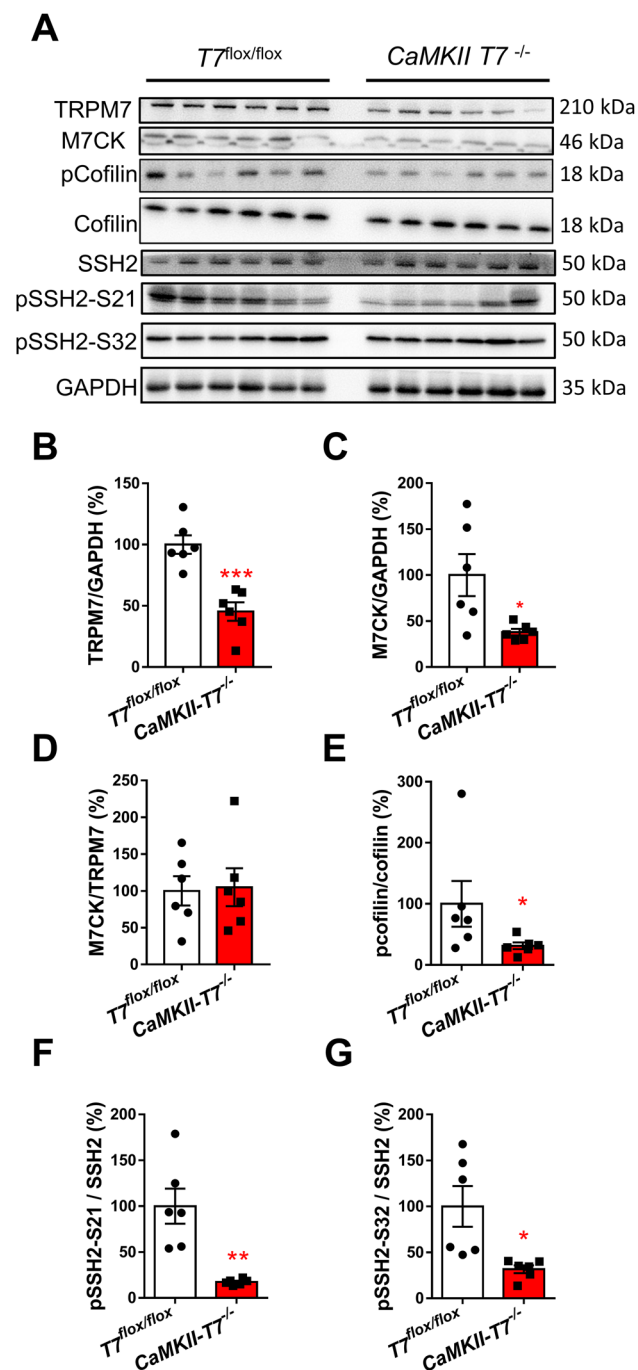 A
T7flox/flox CaMKII T7 -/-
TRPM7 210 kDa
M7CK 46 kDa
pCofilin 18 kDa
Cofilin 18 kDa
SSH2 50 kDa
pSSH2-S21 50 kDa
pSSH2-S32 50 kDa
GAPDH 35 kDa
B
TRPM7/GAPDH (%)
150
100
50
0
***
T7flox/flox
CaMKII-T7-/-
C
M7CK/GAPDH (%)
200
150
100
50
0
*
T7flox/flox
CaMKII-T7-/-
D
M7CK/TRPM7 (%)
250
200
150
100
50
0
T7flox/flox
CaMKII-T7-/-
E
pcofilin/cofilin (%)
300
200
100
0
*
T7flox/flox
CaMKII-T7-/-
F
pSSH2-S21 / SSH2 (%)
200
150
100
50
0
**
T7flox/flox
CaMKII-T7-/-
G
pSSH2-S32 / SSH2 (%)
200
150
100
50
0
*
T7flox/flox
CaMKII-T7-/-